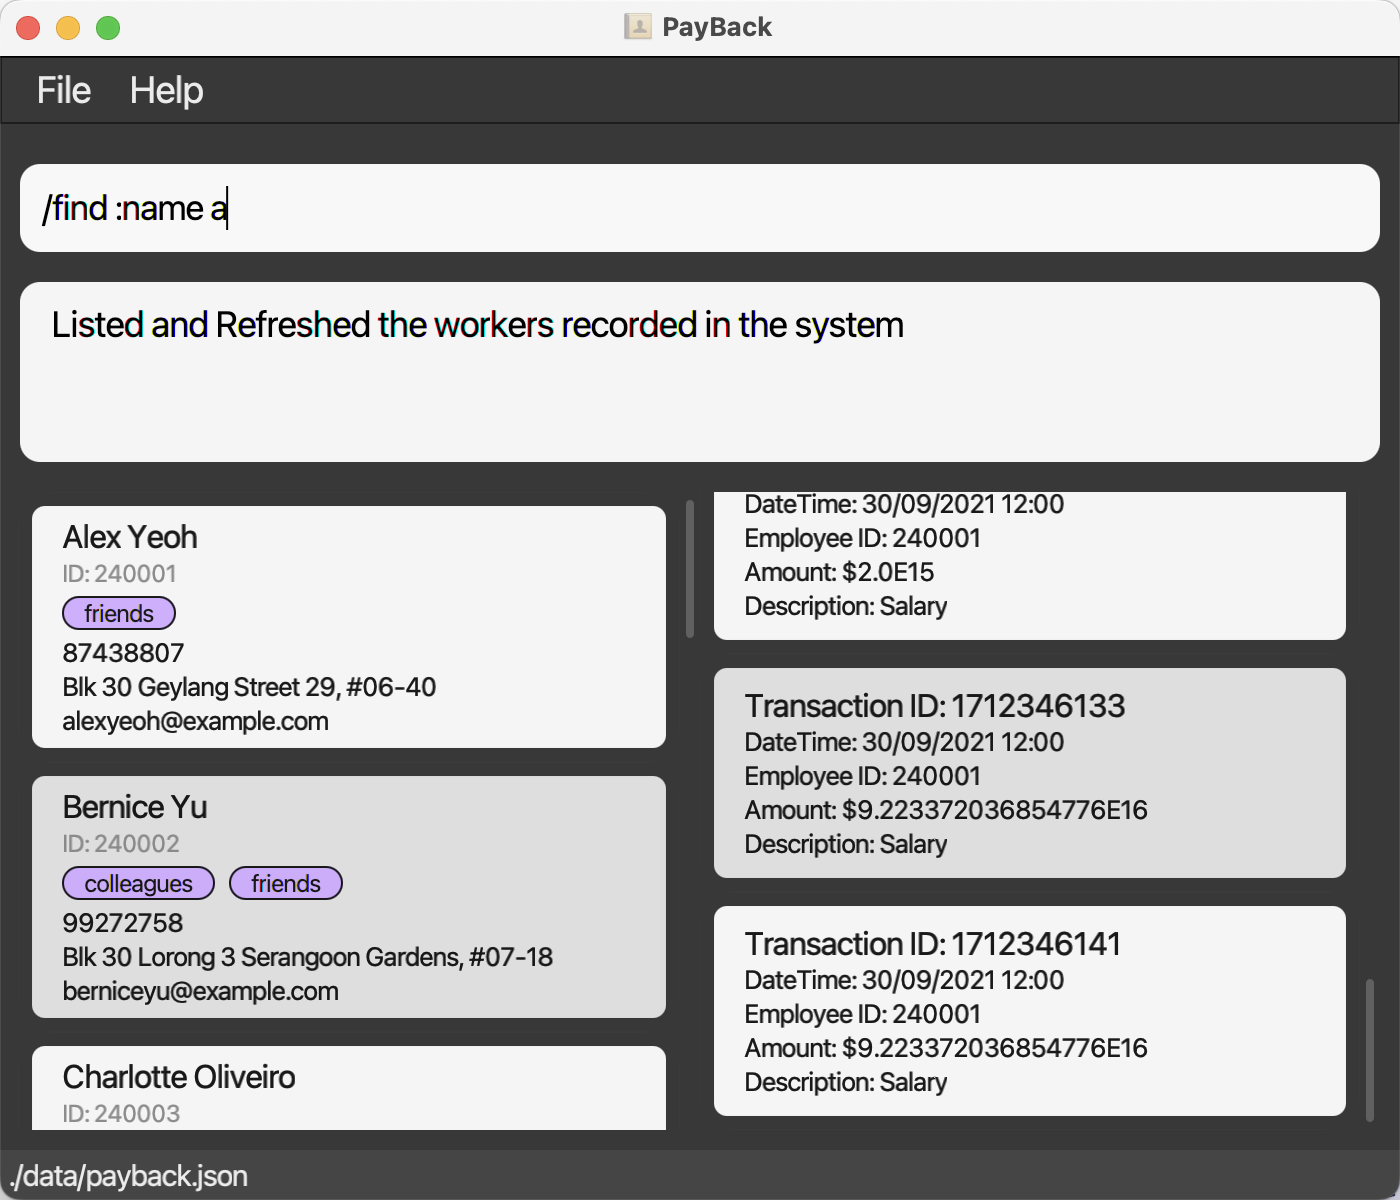 PayBack
File Help
/find :name a
Listed and Refreshed the workers recorded in the system
Alex Yeoh
ID: 240001
friends
87438807
Blk 30 Geylang Street 29, #06-40
alexyeoh@example.com
Bernice Yu
ID: 240002
colleagues friends
99272758
Blk 30 Lorong 3 Serangoon Gardens, #07-18
berniceyu@example.com
Charlotte Oliveiro
ID: 240003
DateTime: 30/09/2021 12:00
Employee ID: 240001
Amount: $2.0E15
Description: Salary
Transaction ID: 1712346133
DateTime: 30/09/2021 12:00
Employee ID: 240001
Amount: $9.223372036854776E16
Description: Salary
Transaction ID: 1712346141
DateTime: 30/09/2021 12:00
Employee ID: 240001
Amount: $9.223372036854776E16
Description: Salary
./data/payback.json